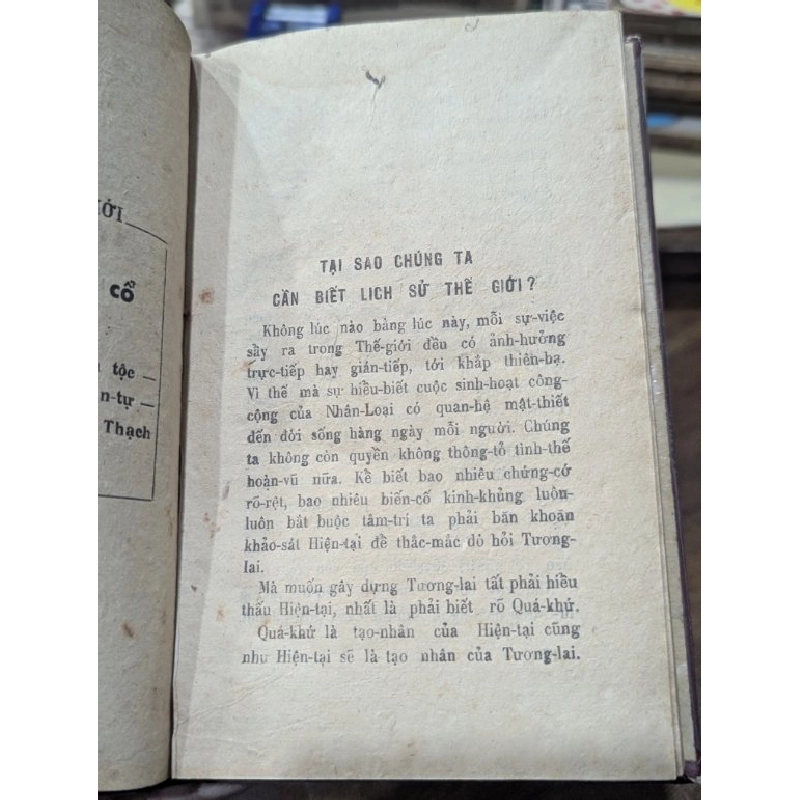 IỚI
cổ
tộc —
n-tự —
Thạch
TẠI SAO CHÚNG TA
CẦN BIẾT LỊCH SỬ THẾ GIỚI?
Không lúc nào bằng lúc này, mỗi sự-việc
sẩy ra trong Thế-giới đều có ảnh-hưởng
trực-tiếp hay gián-tiếp, tới khắp thiên-hạ.
Vì thế mà sự hiểu-biết cuộc sinh-hoạt công-
cộng của Nhân-Loại có quan-hệ mật-thiết
đến đời sống hàng ngày mỗi người. Chúng
ta không còn quyền không thông-tỏ tình-thế
hoàn-vũ nữa. Kể biết bao nhiêu chứng-cớ
rõ-rệt, bao nhiêu biến-cố kinh-khủng luôn-
luôn bắt buộc tâm-trí ta phải băn khoăn
khảo-sát Hiện-tại để thắc-mắc dò hỏi Tương-
lai.
Mà muốn gây dựng Tương-lai tất phải hiểu
thấu Hiện-tại, nhất là phải biết rõ Quá-khứ.
Quá-khứ là tạo-nhân của Hiện-tại cũng
như Hiện-tại sẽ là tạo nhân của Tương-lai.